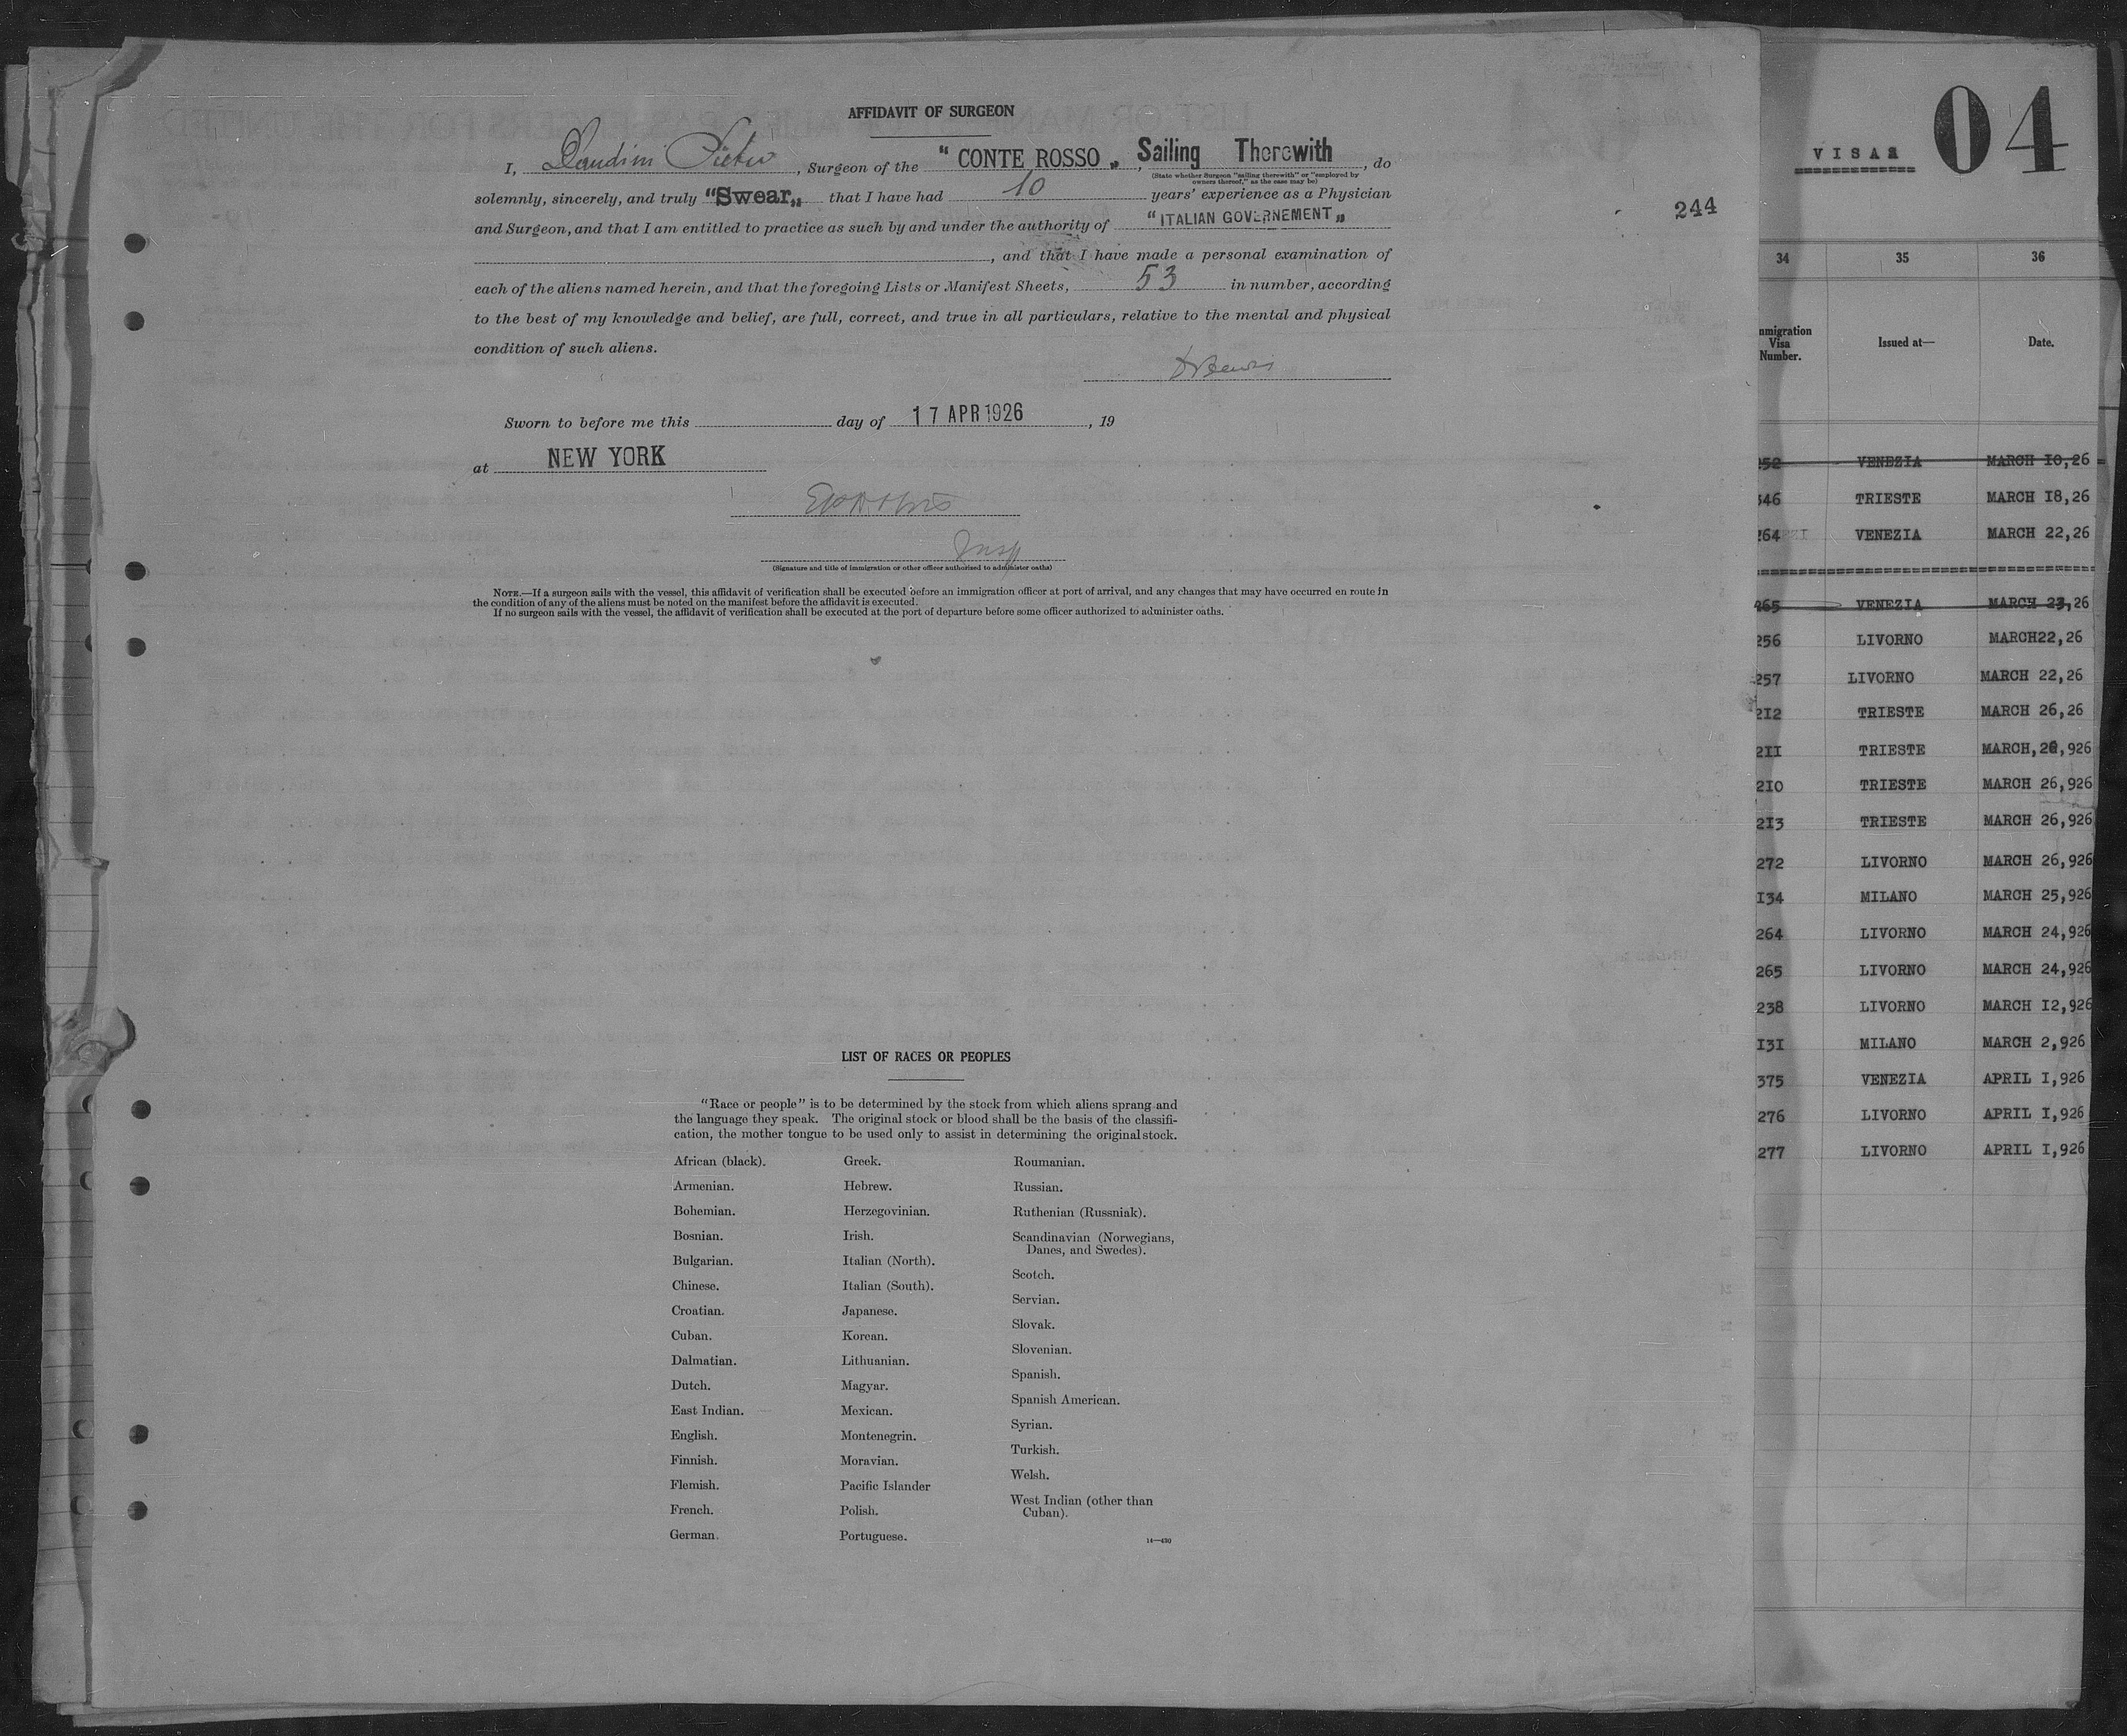 AFFIDAVIT OF SURGEON
I, , Surgeon of the "CONTE ROSSO", Sailing Therewith, do
(State whether Surgeon "sailing therewith" or "employed by
owners thereof," as the case may be)
solemnly, sincerely, and truly "Swear" that I have had 10 years' experience as a Physician
and Surgeon, and that I am entitled to practice as such by and under the authority of "ITALIAN GOVERNEMENT"
, and that I have made a personal examination of
each of the aliens named herein, and that the foregoing Lists or Manifest Sheets, 53 in number, according
to the best of my knowledge and belief, are full, correct, and true in all particulars, relative to the mental and physical
condition of such aliens.
Sworn to before me this day of 17 APR 1926, 19
at NEW YORK
Insp
(Signature and title of immigration or other officer authorized to administer oaths)
NOTE.—If a surgeon sails with the vessel, this affidavit of verification shall be executed before an immigration officer at port of arrival, and any changes that may have occurred en route in
the condition of any of the aliens must be noted on the manifest before the affidavit is executed.
If no surgeon sails with the vessel, the affidavit of verification shall be executed at the port of departure before some officer authorized to administer oaths.
LIST OF RACES OR PEOPLES
"Race or people" is to be determined by the stock from which aliens sprang and
the language they speak. The original stock or blood shall be the basis of the classifi-
cation, the mother tongue to be used only to assist in determining the original stock.
African (black).
Armenian.
Bohemian.
Bosnian.
Bulgarian.
Chinese.
Croatian.
Cuban.
Dalmatian.
Dutch.
East Indian.
English.
Finnish.
Flemish.
French.
German.
Greek.
Hebrew.
Herzegovinian.
Irish.
Italian (North).
Italian (South).
Japanese.
Korean.
Lithuanian.
Magyar.
Mexican.
Montenegrin.
Moravian.
Pacific Islander
Polish.
Portuguese.
Roumanian.
Russian.
Ruthenian (Russniak).
Scandinavian (Norwegians,
Danes, and Swedes).
Scotch.
Servian.
Slovak.
Slovenian.
Spanish.
Spanish American.
Syrian.
Turkish.
Welsh.
West Indian (other than
Cuban).
14—430
244
VISAS 04
34 35 36
mmigration
Visa
Number.
Issued at—
Date.
252 VENEZIA MARCH 10,26
346 TRIESTE MARCH 18,26
264 VENEZIA MARCH 22,26
265 VENEZIA MARCH 23,26
256 LIVORNO MARCH22,26
257 LIVORNO MARCH 22,26
212 TRIESTE MARCH 26,26
211 TRIESTE MARCH,26,926
210 TRIESTE MARCH 26,926
213 TRIESTE MARCH 26,926
272 LIVORNO MARCH 26,926
134 MILANO MARCH 25,926
264 LIVORNO MARCH 24,926
265 LIVORNO MARCH 24,926
238 LIVORNO MARCH 12,926
131 MILANO MARCH 2,926
375 VENEZIA APRIL 1,926
276 LIVORNO APRIL 1,926
277 LIVORNO APRIL 1,926